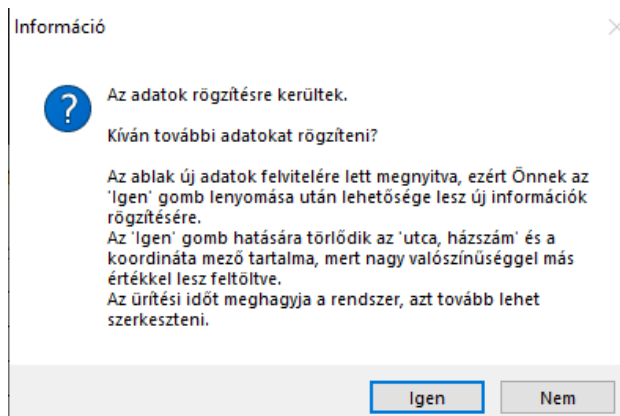 Információ
Az adatok rögzítésre kerültek.
Kíván további adatokat rögzíteni?
Az ablak új adatok felvitelére lett megnyitva, ezért Önnek az
'Igen' gomb lenyomása után lehetősége lesz új információk
rögzítésére.
Az 'Igen' gomb hatására törlődik az 'utca, házszám' és a
koordináta mező tartalma, mert nagy valószínűséggel más
értékkel lesz feltöltve.
Az ürítési időt meghagyja a rendszer, azt tovább lehet
szerkeszteni.
Igen Nem